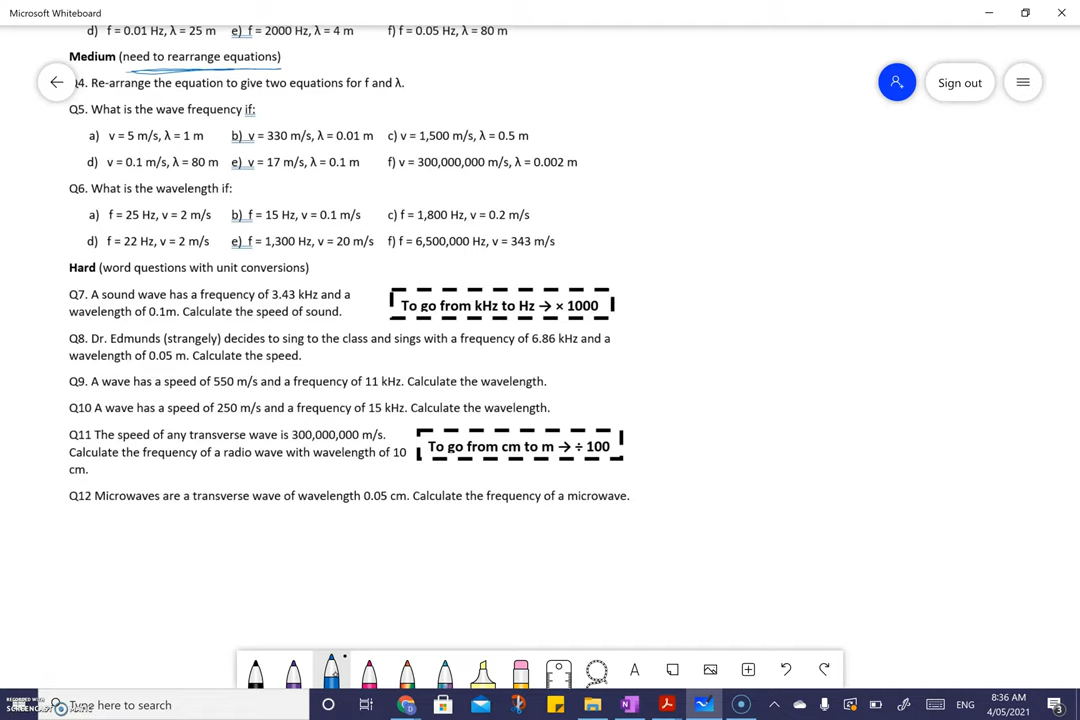 Microsoft Whiteboard
d) f = 0.01 Hz, λ = 25 m e) f = 2000 Hz, λ = 4 m f) f = 0.05 Hz, λ = 80 m
Medium (need to rearrange equations)
Q4. Re-arrange the equation to give two equations for f and λ.
Sign out
Q5. What is the wave frequency if:
a) v = 5 m/s, λ = 1 m b) v = 330 m/s, λ = 0.01 m c) v = 1,500 m/s, λ = 0.5 m
d) v = 0.1 m/s, λ = 80 m e) v = 17 m/s, λ = 0.1 m f) v = 300,000,000 m/s, λ = 0.002 m
Q6. What is the wavelength if:
a) f = 25 Hz, v = 2 m/s b) f = 15 Hz, v = 0.1 m/s c) f = 1,800 Hz, v = 0.2 m/s
d) f = 22 Hz, v = 2 m/s e) f = 1,300 Hz, v = 20 m/s f) f = 6,500,000 Hz, v = 343 m/s
Hard (word questions with unit conversions)
Q7. A sound wave has a frequency of 3.43 kHz and a
wavelength of 0.1m. Calculate the speed of sound.
To go from kHz to Hz → × 1000
Q8. Dr. Edmunds (strangely) decides to sing to the class and sings with a frequency of 6.86 kHz and a
wavelength of 0.05 m. Calculate the speed.
Q9. A wave has a speed of 550 m/s and a frequency of 11 kHz. Calculate the wavelength.
Q10 A wave has a speed of 250 m/s and a frequency of 15 kHz. Calculate the wavelength.
Q11 The speed of any transverse wave is 300,000,000 m/s.
Calculate the frequency of a radio wave with wavelength of 10
cm.
To go from cm to m → ÷ 100
Q12 Microwaves are a transverse wave of wavelength 0.05 cm. Calculate the frequency of a microwave.
A
Type here to search
ENG
8:36 AM
4/05/2021
3